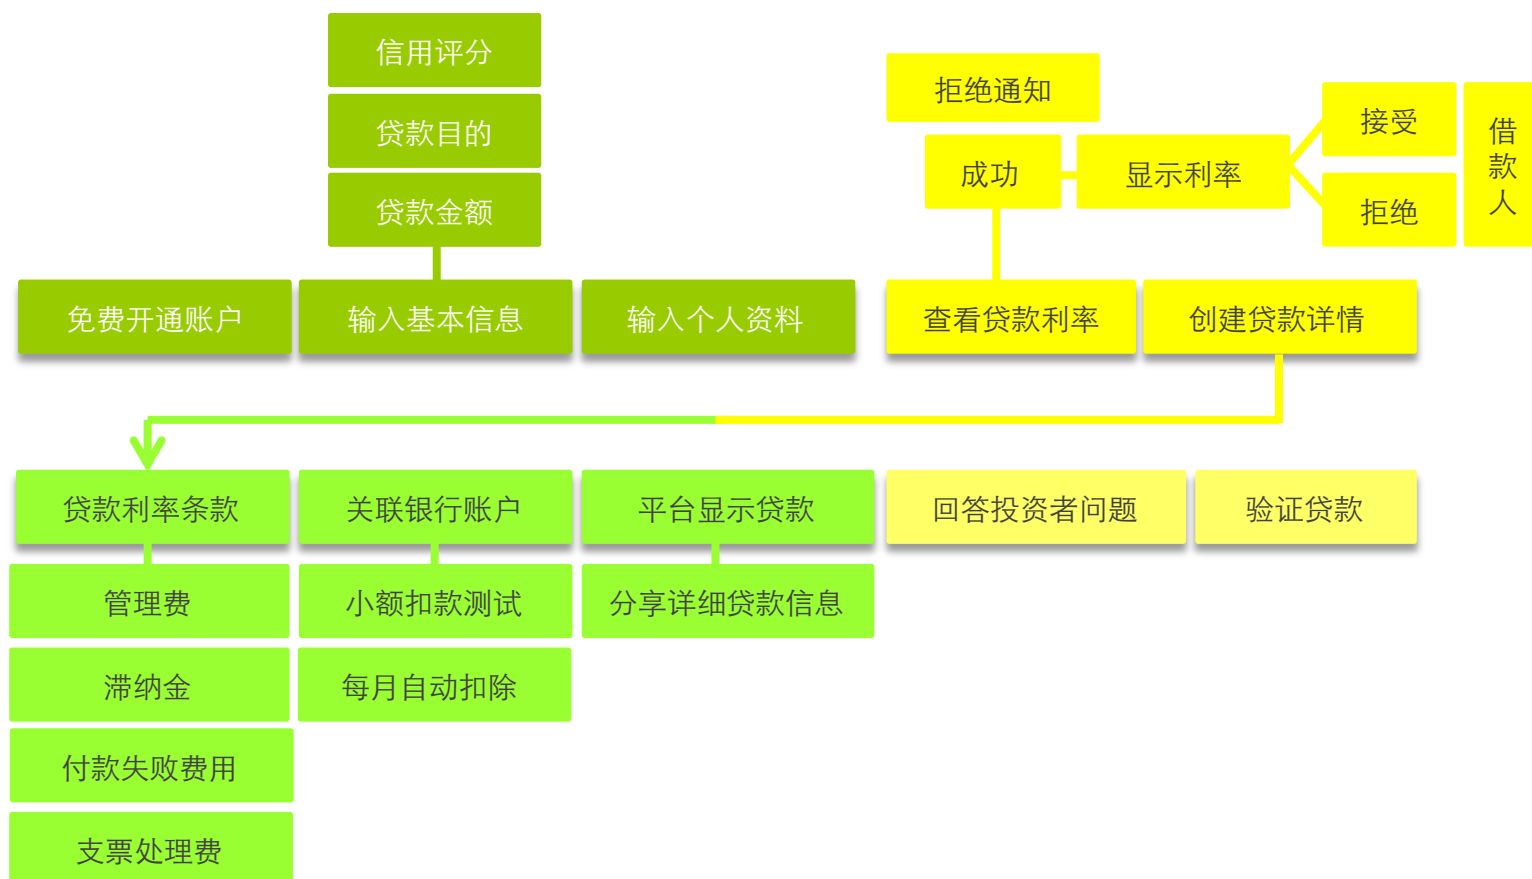 信用评分
贷款目的
贷款金额
拒绝通知
成功
显示利率
接受
拒绝
借款人
免费开通账户
输入基本信息
输入个人资料
查看贷款利率
创建贷款详情
贷款利率条款
关联银行账户
平台显示贷款
回答投资者问题
验证贷款
管理费
小额扣款测试
分享详细贷款信息
滞纳金
每月自动扣除
付款失败费用
支票处理费